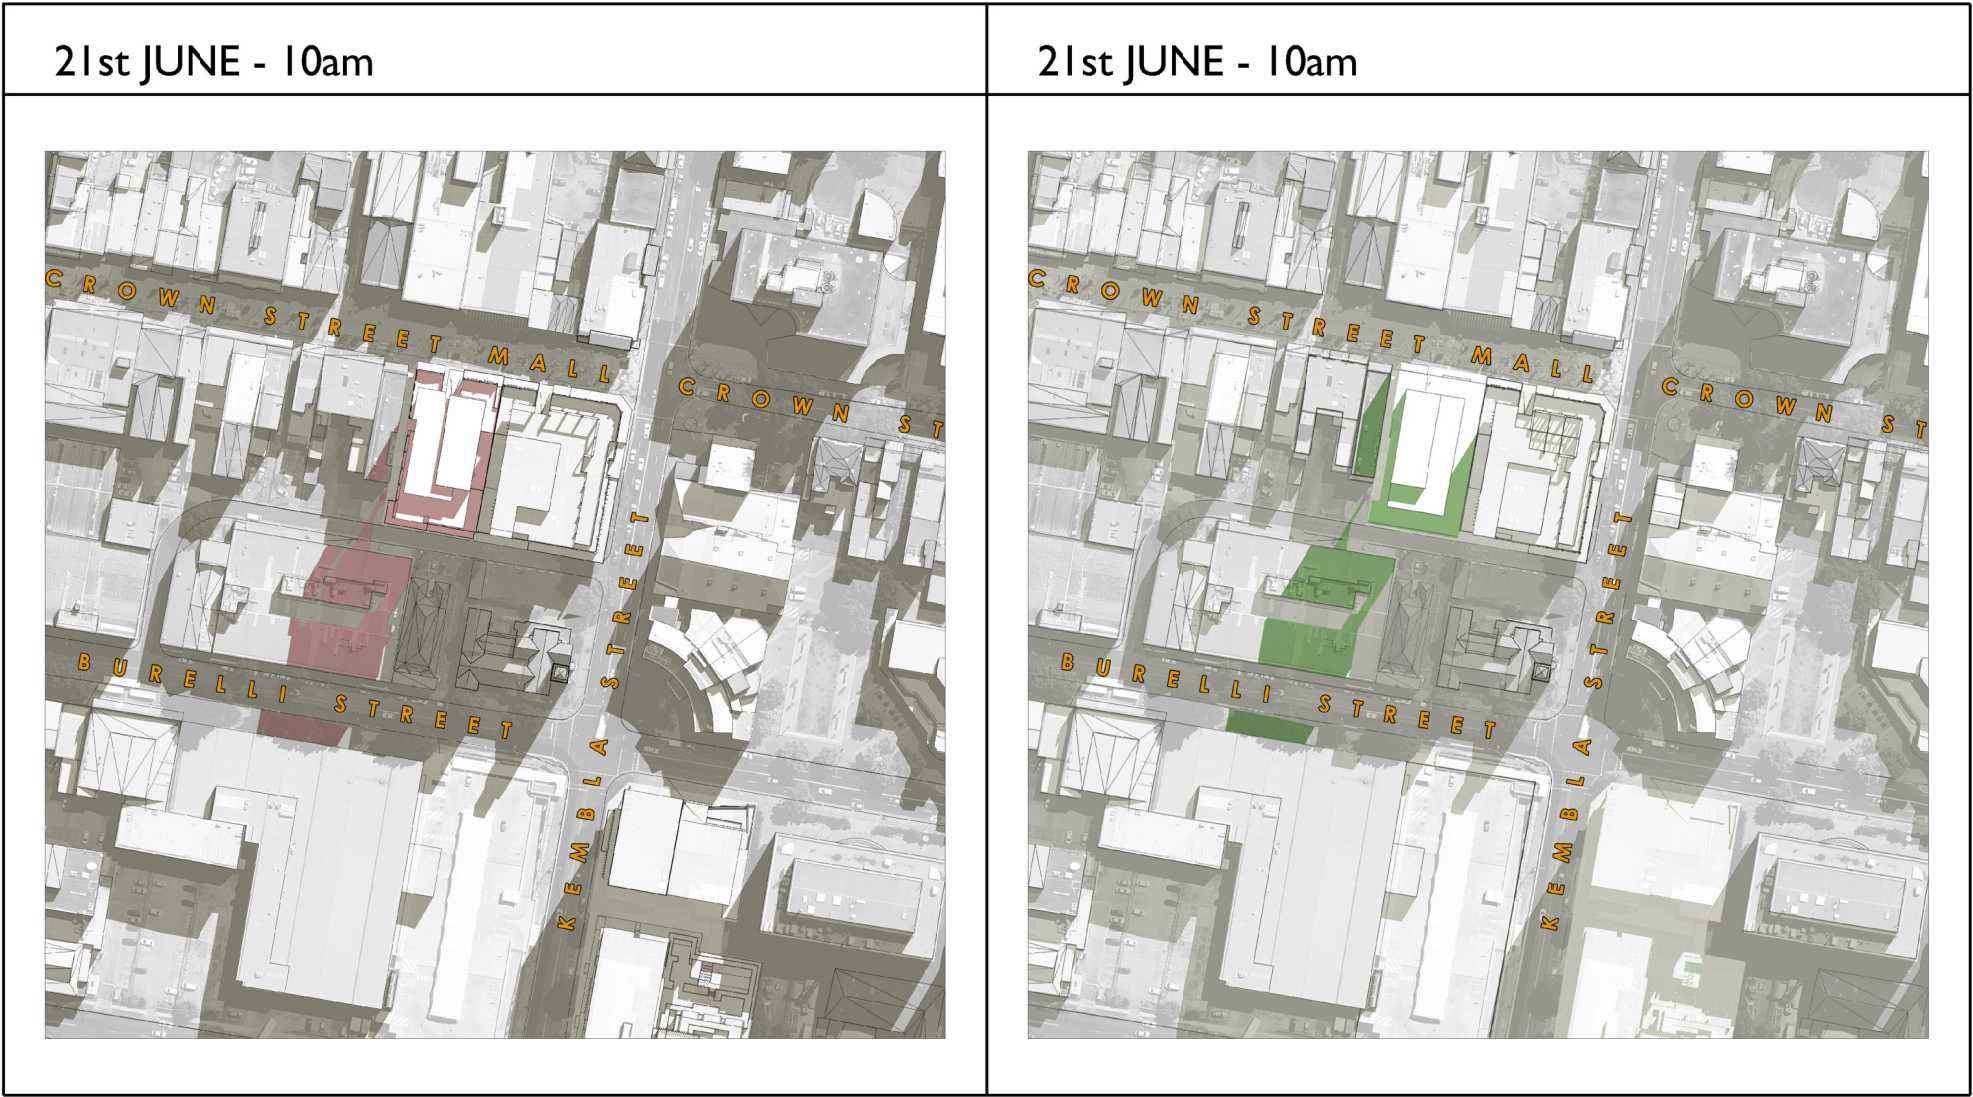 21st JUNE - 10am
21st JUNE - 10am
CROWN STREET MALL
CROWN ST
BURELLI STREET
KEMBLA STREET
CROWN STREET MALL
CROWN ST
BURELLI STREET
KEMBLA STREET